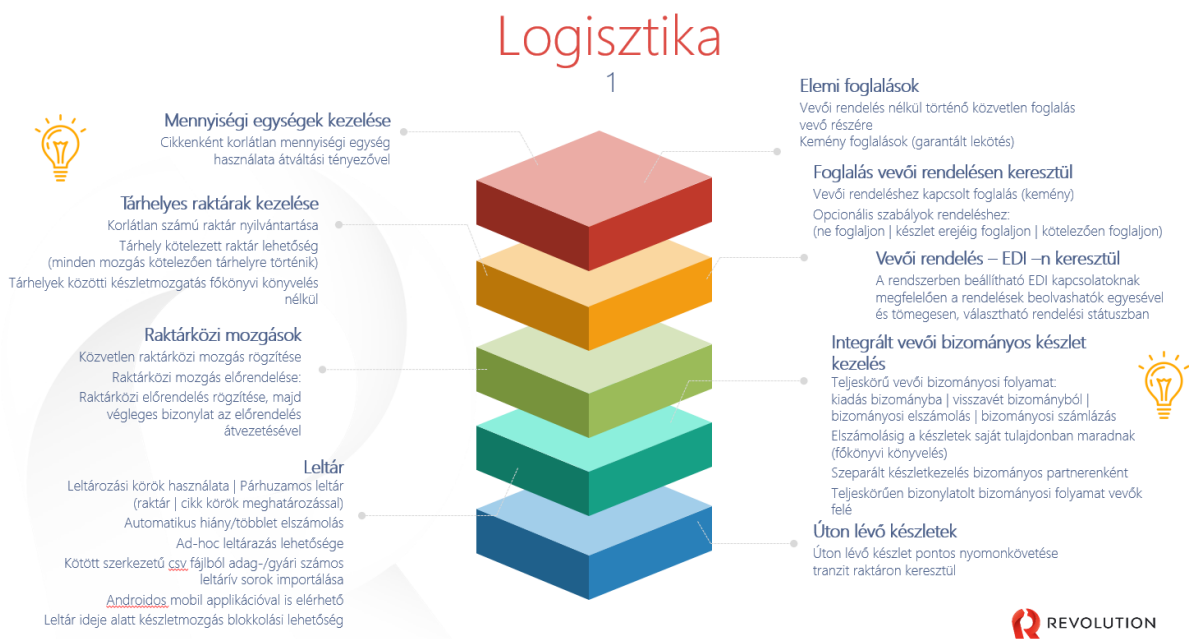 Logisztika
1
Mennyiségi egységek kezelése
Cikkenként korlátlan mennyiségi egység
használata átváltási tényezővel
Tárhelyes raktárak kezelése
Korlátlan számú raktár nyilvántartása
Tárhely kötelezett raktár lehetőség
(minden mozgás kötelezően tárhelyre történik)
Tárhelyek közötti készletmozgatás főkönyvi könyvelés
nélkül
Raktárközi mozgások
Közvetlen raktárközi mozgás rögzítése
Raktárközi mozgás előrendelése:
Raktárközi előrendelés rögzítése, majd
végleges bizonylat az előrendelés
átvezetésével
Leltár
Leltározási körök használata | Párhuzamos leltár
(raktár | cikk körök meghatározással)
Automatikus hiány/többlet elszámolás
Ad-hoc leltárazás lehetősége
Kötött szerkezetű csv fájlból adag-/gyári számos
leltárív sorok importálása
Androidos mobil applikációval is elérhető
Leltár ideje alatt készletmozgás blokkolási lehetőség
Elemi foglalások
Vevői rendelés nélkül történő közvetlen foglalás
vevő részére
Kemény foglalások (garantált lekötés)
Foglalás vevői rendelésen keresztül
Vevői rendeléshez kapcsolt foglalás (kemény)
Opcionális szabályok rendeléshez:
(ne foglaljon | készlet erejéig foglaljon | kötelezően foglaljon)
Vevői rendelés – EDI –n keresztül
A rendszerben beállítható EDI kapcsolatoknak
megfelelően a rendelések beolvashatók egyesével
és tömegesen, választható rendelési státuszban
Integrált vevői bizományos készlet
kezelés
Teljeskörű vevői bizományosi folyamat:
kiadás bizományba | visszavét bizományból |
bizományosi elszámolás | bizományosi számlázás
Elszámolásig a készletek saját tulajdonban maradnak
(főkönyvi könyvelés)
Szeparált készletkezelés bizományos partnerenként
Teljeskörűen bizonylatolt bizományosi folyamat vevők
felé
Úton lévő készletek
Úton lévő készlet pontos nyomonkövetése
tranzit raktáron keresztül
REVOLUTION